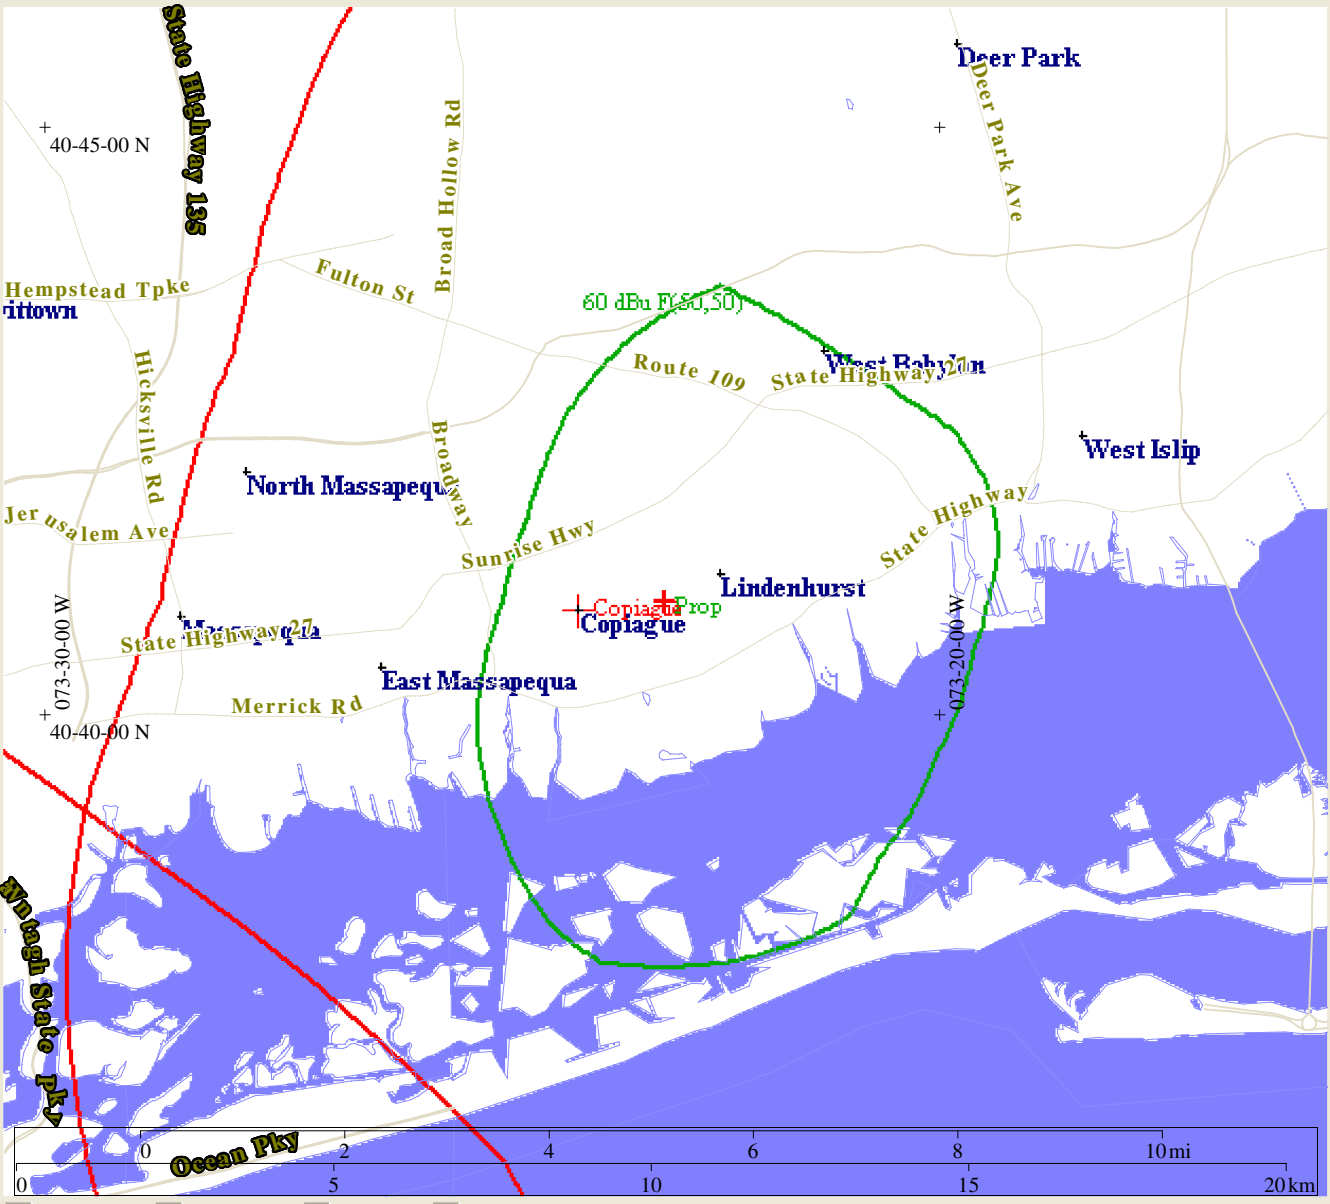 State Highway 135
Deer Park
Deer Park Ave
40-45-00 N
Broad Hollow Rd
Hempstead Tpke
Fulton St
ittown
60 dBu F(50,50)
Hicksville Rd
Route 109
West Babylon
State Highway 27
Broadway
West Islip
North Massapequa
Jerusalem Ave
Sunrise Hwy
State Highway
Lindenhurst
073-30-00 W
Copiague
Prop
Copiague
073-20-00 W
Massapequa
State Highway 27
East Massapequa
Merrick Rd
40-40-00 N
Wntagh State pky
Ocean Pky
0 2 4 6 8 10 mi
0 5 10 15 20 km